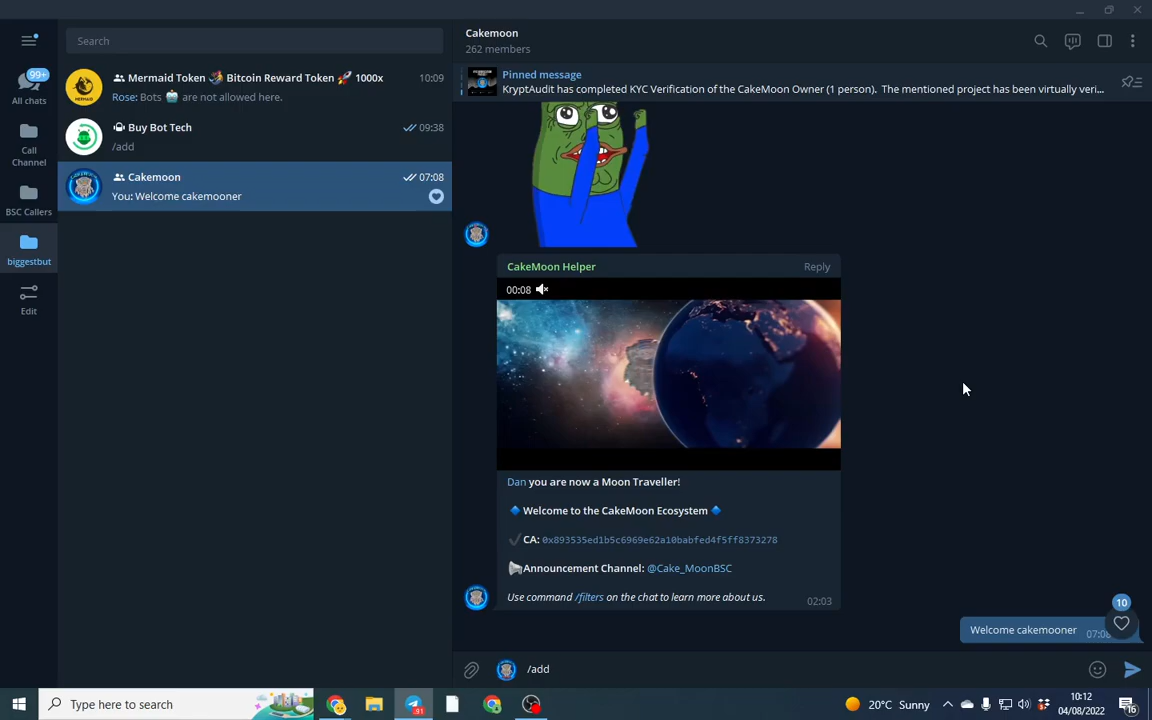 Search
Cakemoon
262 members
99+
All chats
Call
Channel
BSC Callers
biggestbut
Edit
Mermaid Token Bitcoin Reward Token 1000x 10:09
Rose: Bots are not allowed here.
Buy Bot Tech 09:38
/add
Cakemoon 07:08
You: Welcome cakemooner
Pinned message
KryptAudit has completed KYC Verification of the CakeMoon Owner (1 person). The mentioned project has been virtually veri...
CakeMoon Helper Reply
00:08
Dan you are now a Moon Traveller!
Welcome to the CakeMoon Ecosystem
CA: 0x893535ed1b5c6969e62a10babfed4f5ff8373278
Announcement Channel: @Cake_MoonBSC
Use command /filters on the chat to learn more about us. 02:03
10
Welcome cakemooner 07:08
/add
Type here to search
91
20°C Sunny
10:12
04/08/2022
16